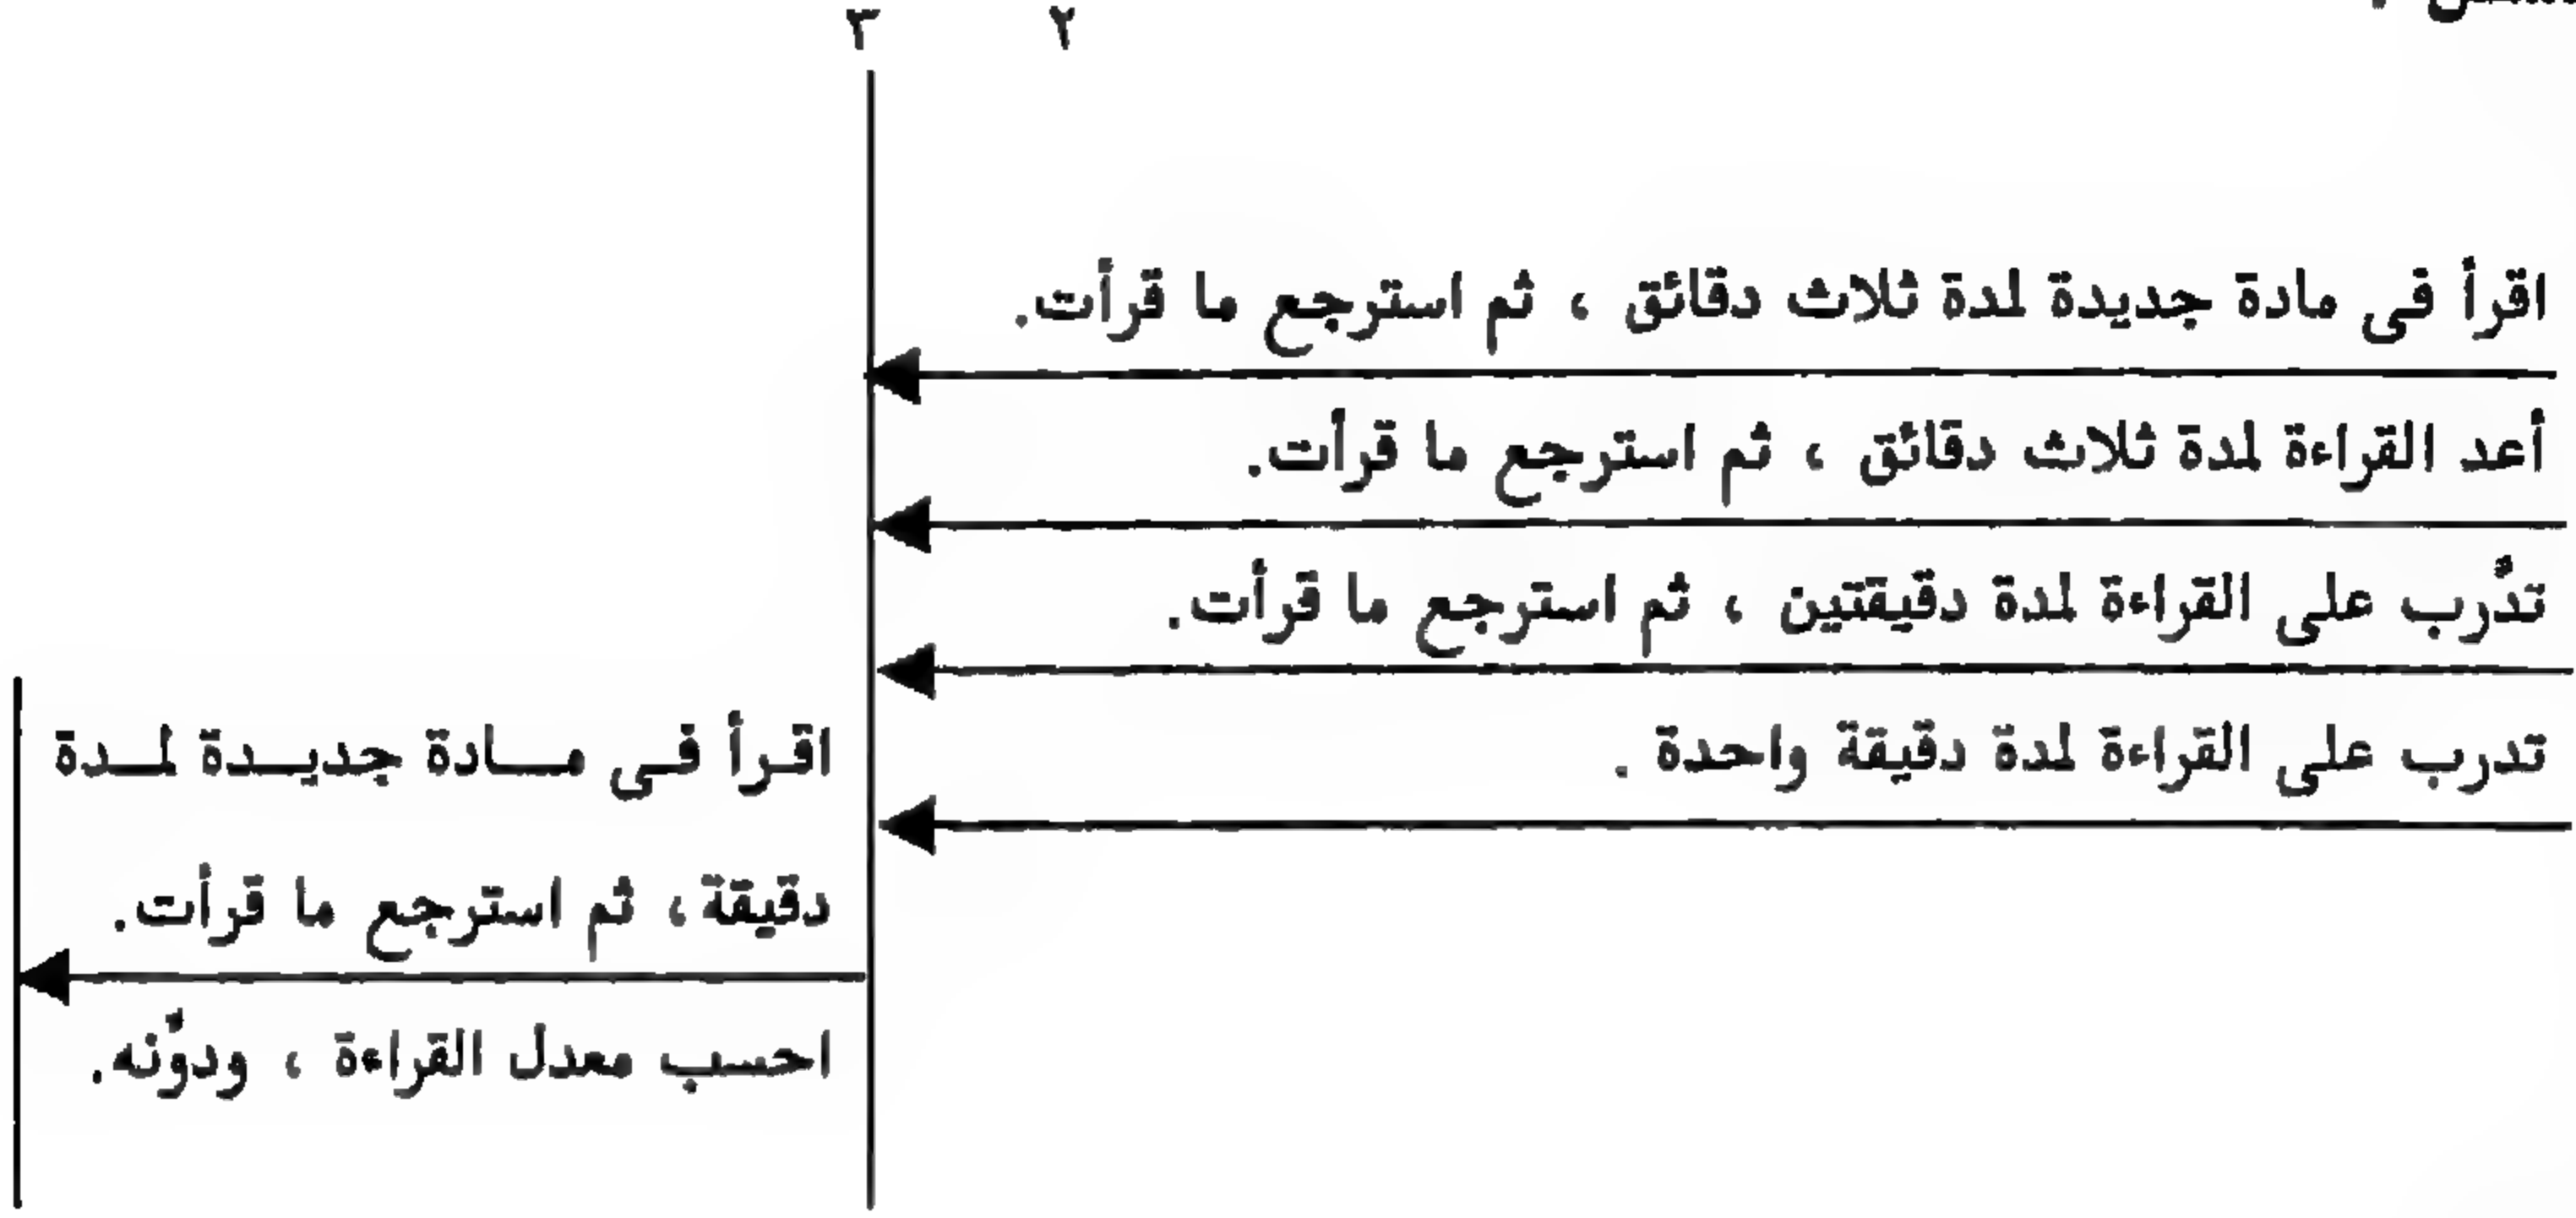 ٢ ٣
اقرأ فى مادة جديدة لمدة ثلاث دقائق ، ثم استرجع ما قرأت.
أعد القراءة لمدة ثلاث دقائق ، ثم استرجع ما قرأت.
تدَّرب على القراءة لمدة دقيقتين ، ثم استرجع ما قرأت.
تدرب على القراءة لمدة دقيقة واحدة .
اقرأ فى مادة جديدة لمدة
دقيقة ، ثم استرجع ما قرأت.
احسب معدل القراءة ، ودوِّنه.